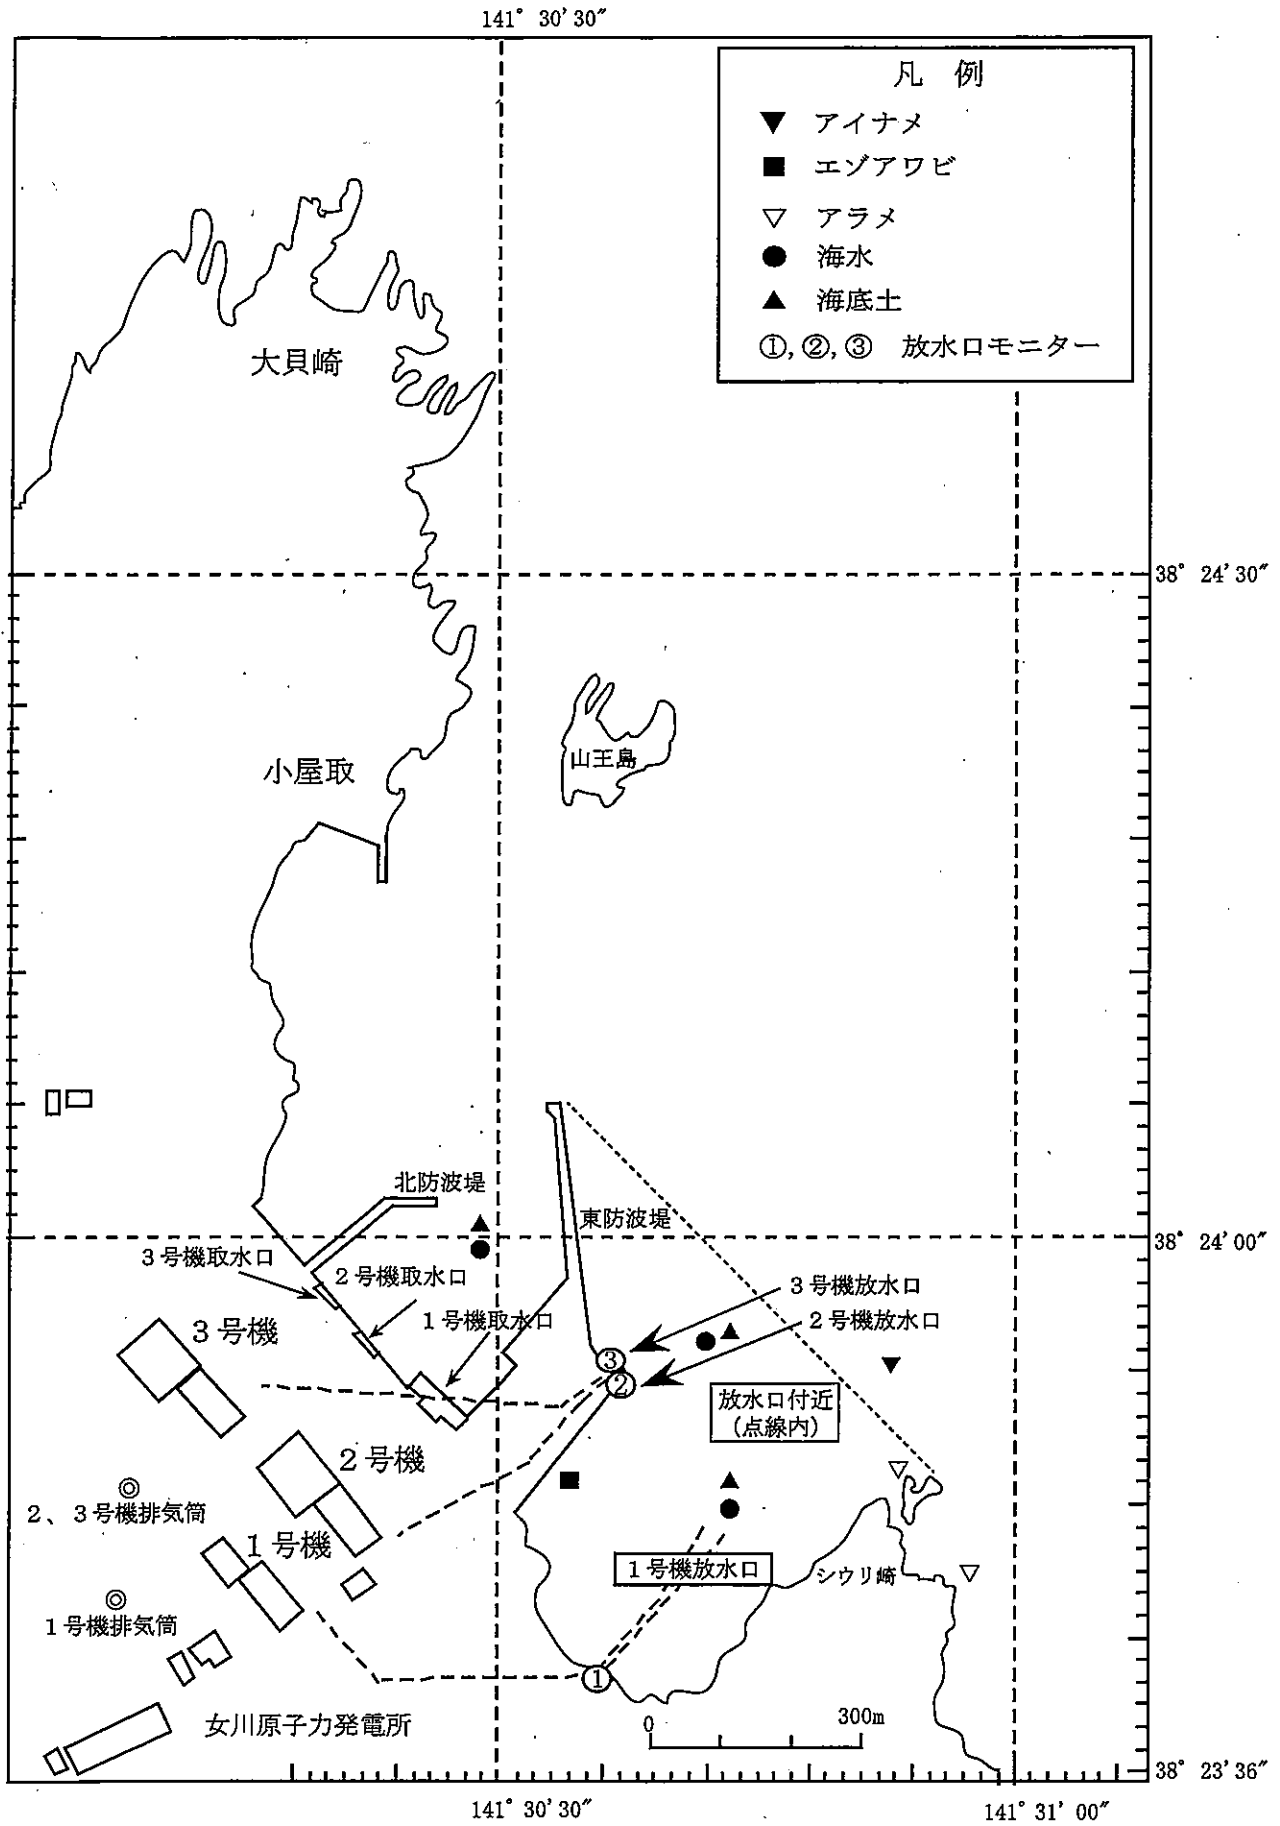 141° 30′30″
凡 例
アイナメ
エゾアワビ
アラメ
海水
海底土
①,②,③ 放水口モニター
大貝崎
38° 24′30″
山王島
小屋取
北防波堤
東防波堤
38° 24′00″
3号機取水口
2号機取水口
1号機取水口
3号機放水口
2号機放水口
3号機
③
②
放水口付近
(点線内)
2号機
2、3号機排気筒
1号機
1号機放水口
シウリ崎
1号機排気筒
①
女川原子力発電所
0 300m
38° 23′36″
141° 30′30″
141° 31′00″